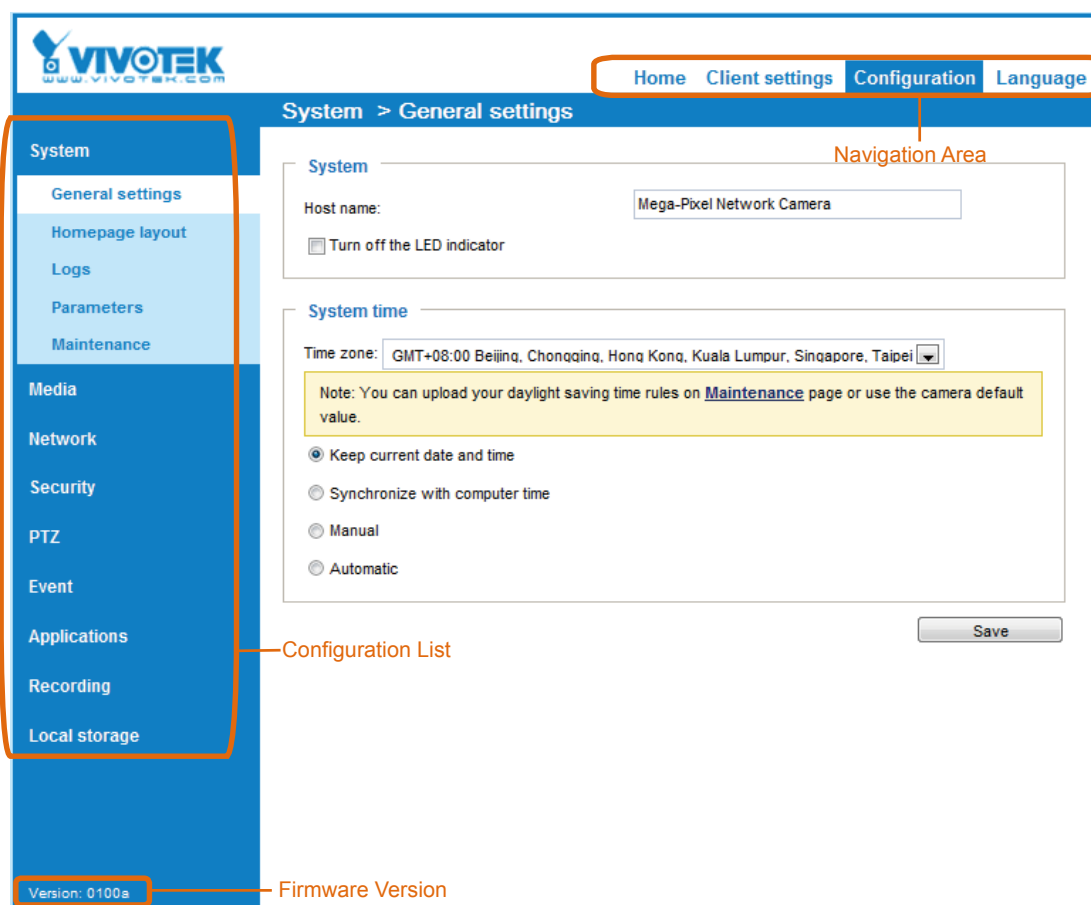 VIVOTEK
www.vivotek.com
Home Client settings Configuration Language
System > General settings
Navigation Area
System
General settings
Homepage layout
Logs
Parameters
Maintenance
Media
Network
Security
PTZ
Event
Applications
Recording
Local storage
Configuration List
Version: 0100a
Firmware Version
System
Host name: Mega-Pixel Network Camera
Turn off the LED indicator
System time
Time zone: GMT+08:00 Beijing, Chongqing, Hong Kong, Kuala Lumpur, Singapore, Taipei
Note: You can upload your daylight saving time rules on Maintenance page or use the camera default
value.
Keep current date and time
Synchronize with computer time
Manual
Automatic
Save